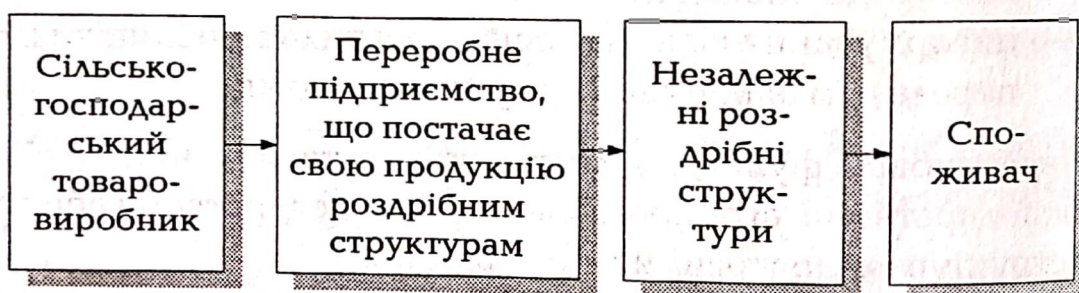 Сільсько-
господар-
ський
товаро-
виробник
Переробне
підприємство,
що постачає
свою продукцію
роздрібним
структурам
Незалеж-
ні роз-
дрібні
струк-
тури
Спо-
живач